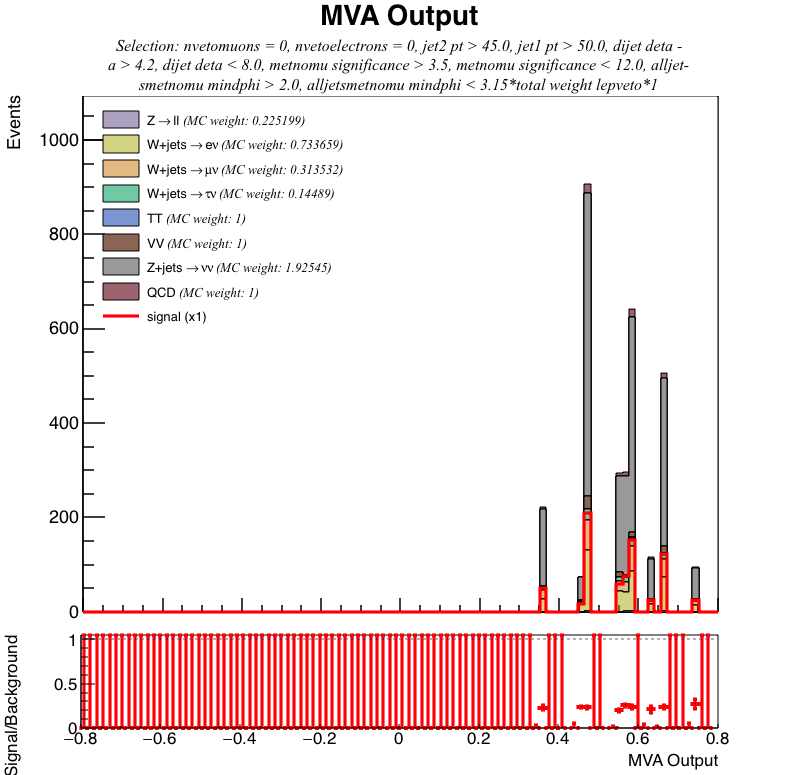 MVA Output
Selection: nvetomuons = 0, nvetoelectrons = 0, jet2 pt > 45.0, jet1 pt > 50.0, dijet deta -
a > 4.2, dijet deta < 8.0, metnomu significance > 3.5, metnomu significance < 12.0, alljet-
smetnomu mindphi > 2.0, alljetsmetnomu mindphi < 3.15*total weight lepveto*1
Events
1000
800
600
400
200
0
Z→ll (MC weight: 0.225199)
W+jets→eν (MC weight: 0.733659)
W+jets→μν (MC weight: 0.313532)
W+jets→τν (MC weight: 0.14489)
TT (MC weight: 1)
VV (MC weight: 1)
Z+jets→νν (MC weight: 1.92545)
QCD (MC weight: 1)
signal (x1)
Signal/Background
1
0.5
0
−0.8 −0.6 −0.4 −0.2 0 0.2 0.4 0.6 0.8
MVA Output